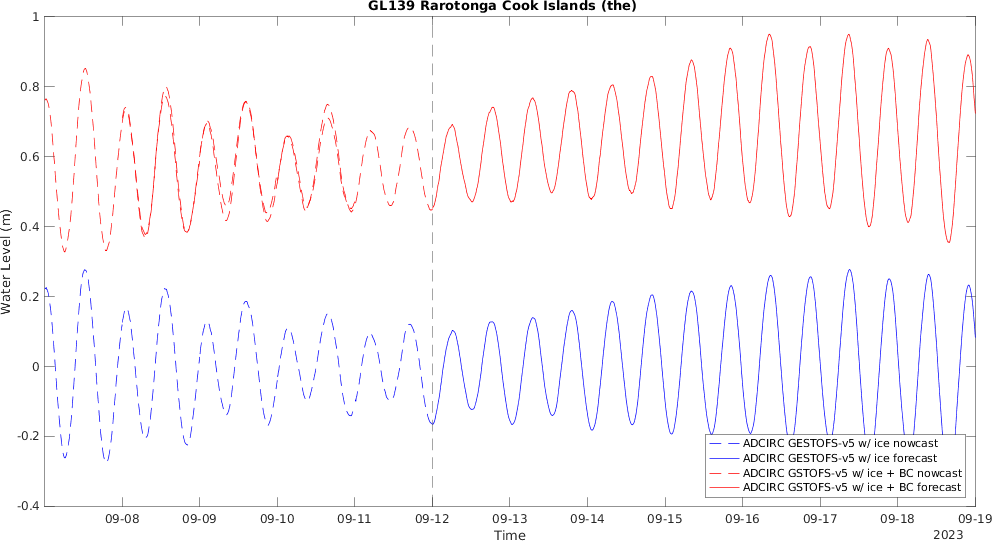 GL139 Rarotonga Cook Islands (the)
1
0.8
0.6
0.4
0.2
0
-0.2
-0.4
Water Level (m)
ADCIRC GESTOFS-v5 w/ ice nowcast
ADCIRC GESTOFS-v5 w/ ice forecast
ADCIRC GSTOFS-v5 w/ ice + BC nowcast
ADCIRC GSTOFS-v5 w/ ice + BC forecast
09-08 09-09 09-10 09-11 09-12 09-13 09-14 09-15 09-16 09-17 09-18 09-19
Time
2023